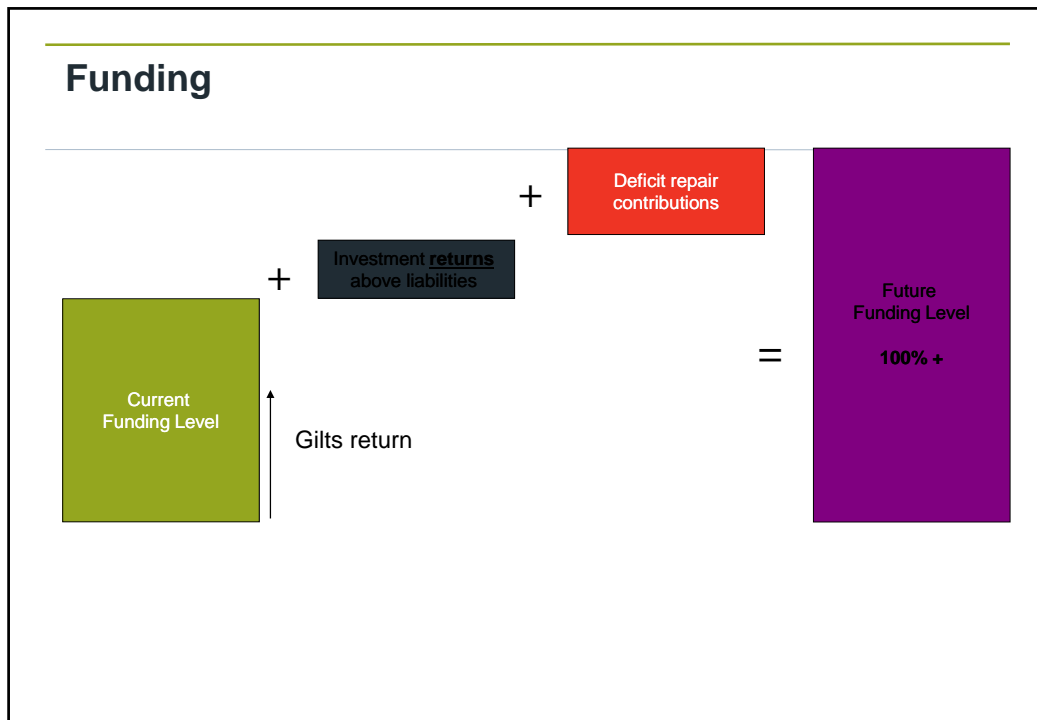 Funding
Current
Funding Level
Gilts return
+
Investment returns
above liabilities
+
Deficit repair
contributions
=
Future
Funding Level
100% +